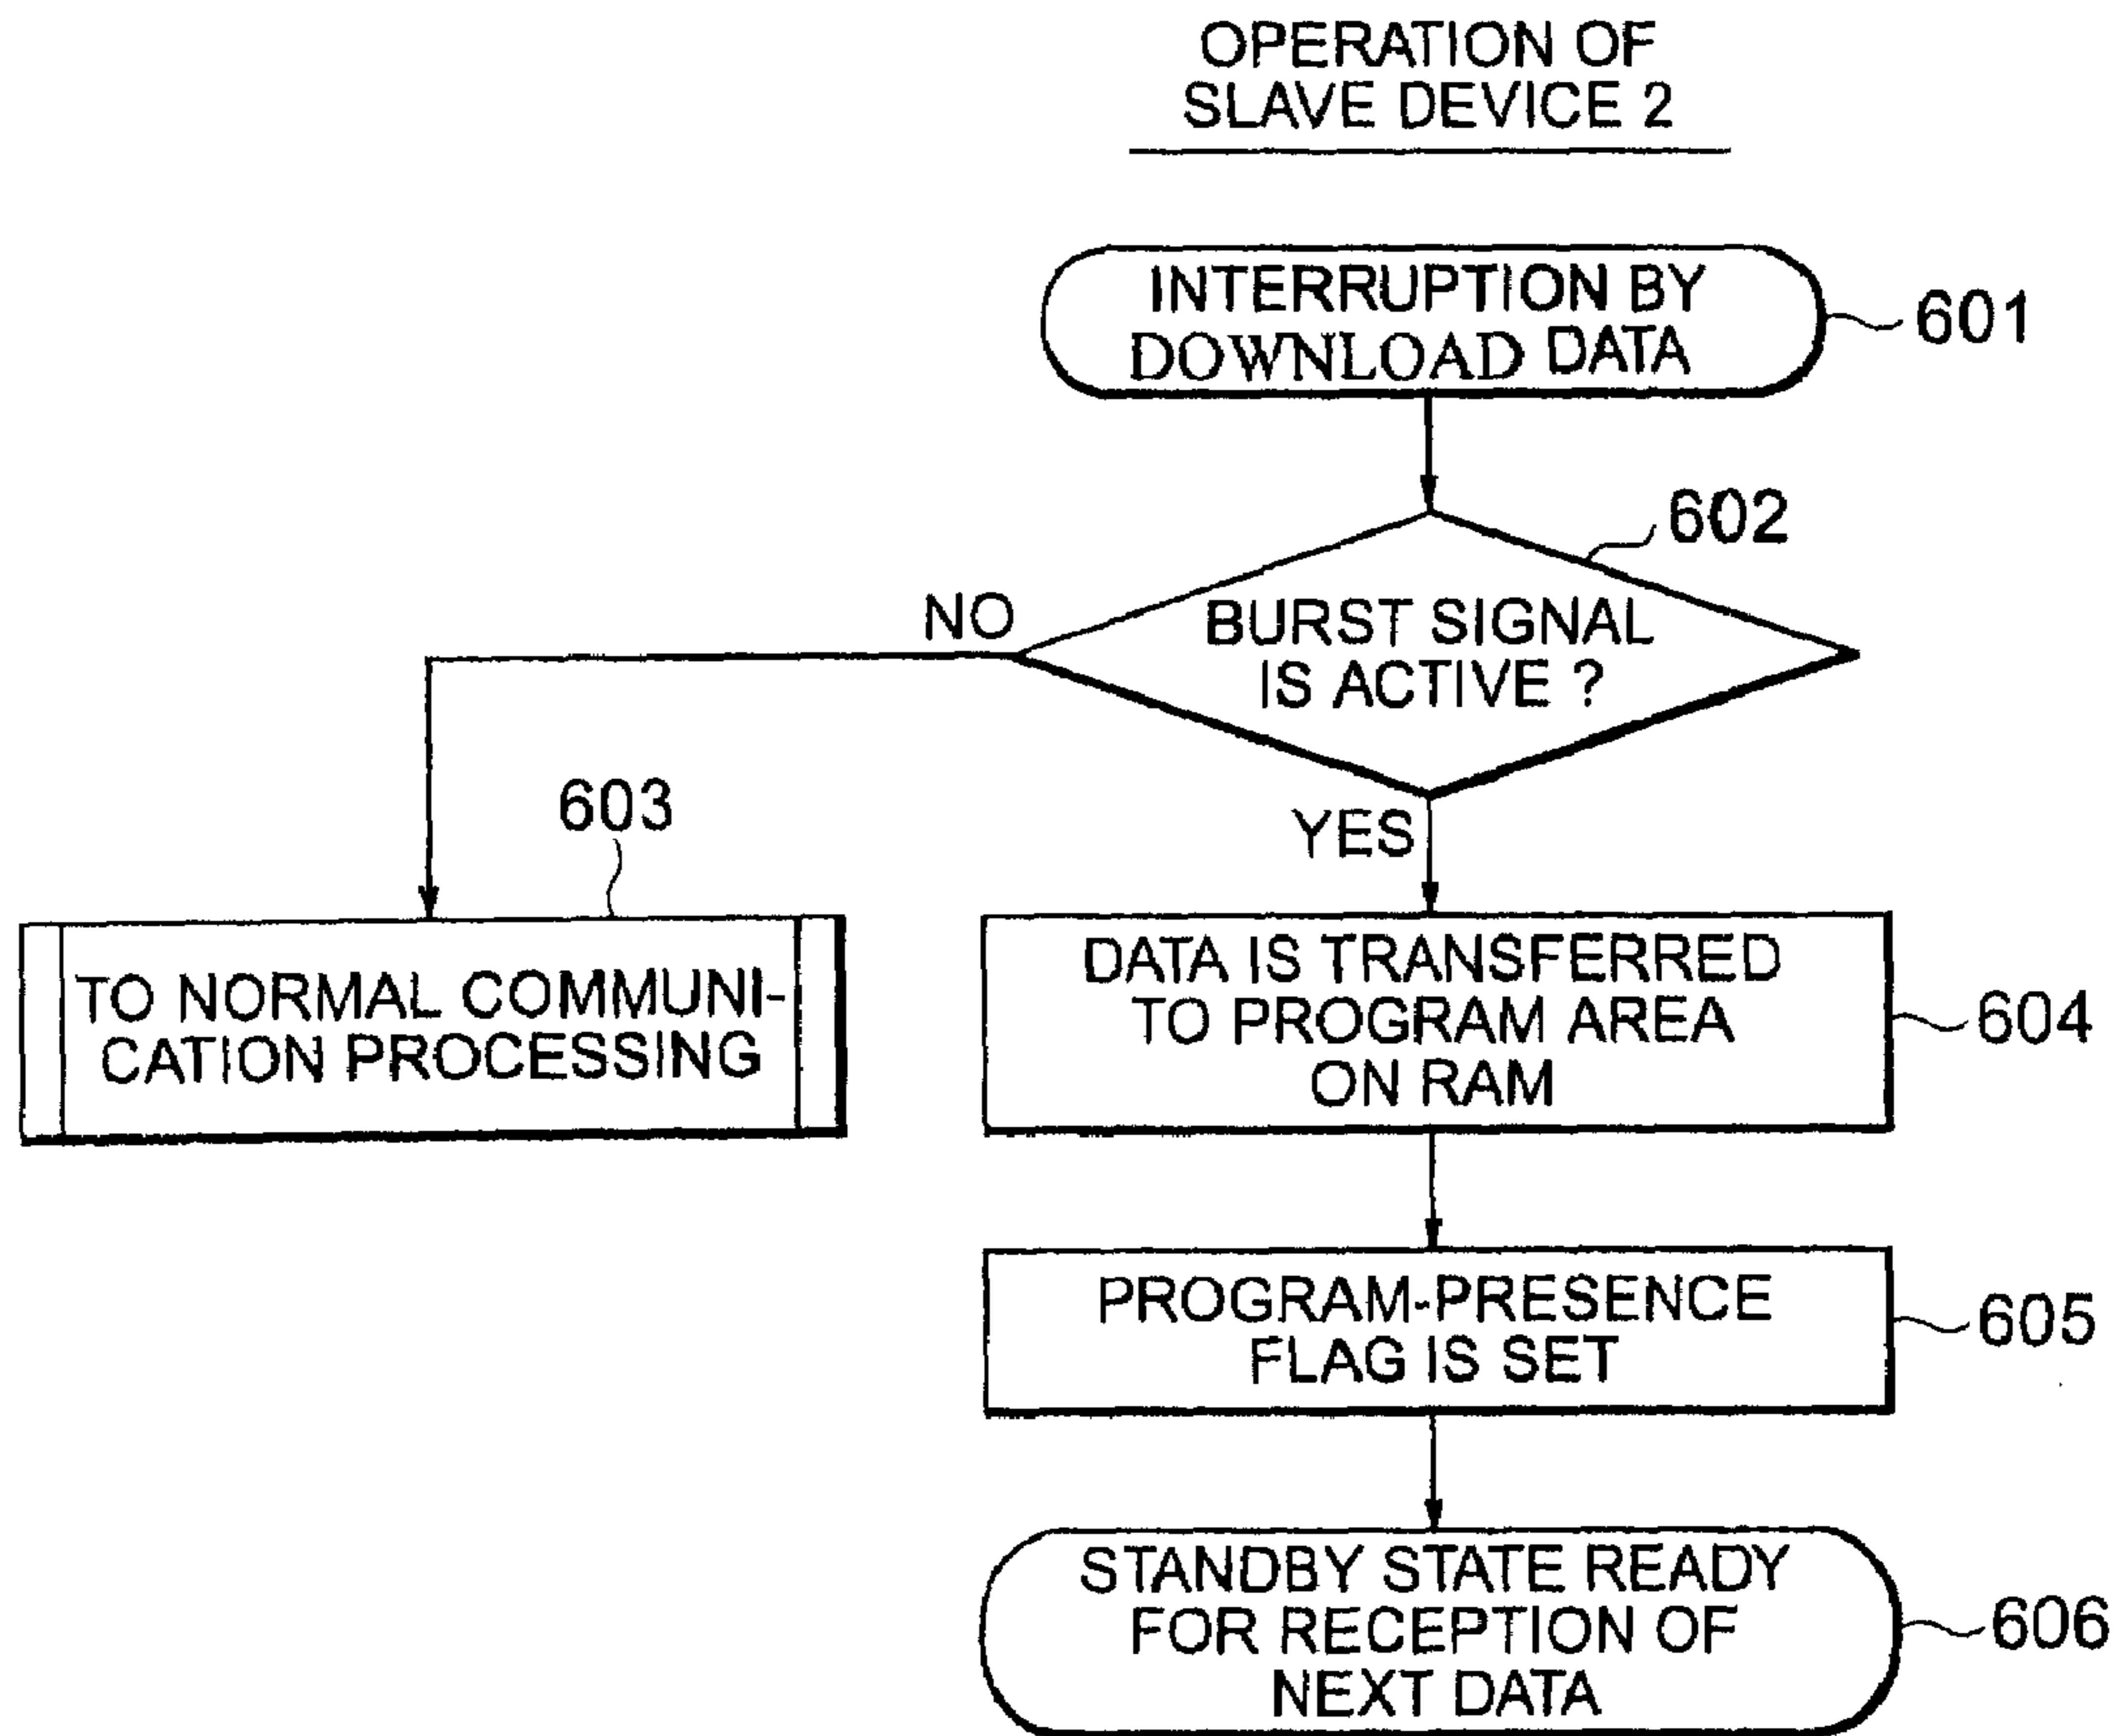 OPERATION OF
SLAVE DEVICE 2
INTERRUPTION BY
DOWNLOAD DATA
601
602
BURST SIGNAL
IS ACTIVE ?
NO
YES
603
TO NORMAL COMMUNI-
CATION PROCESSING
DATA IS TRANSFERRED
TO PROGRAM AREA
ON RAM
604
PROGRAM-PRESENCE
FLAG IS SET
605
STANDBY STATE READY
FOR RECEPTION OF
NEXT DATA
606